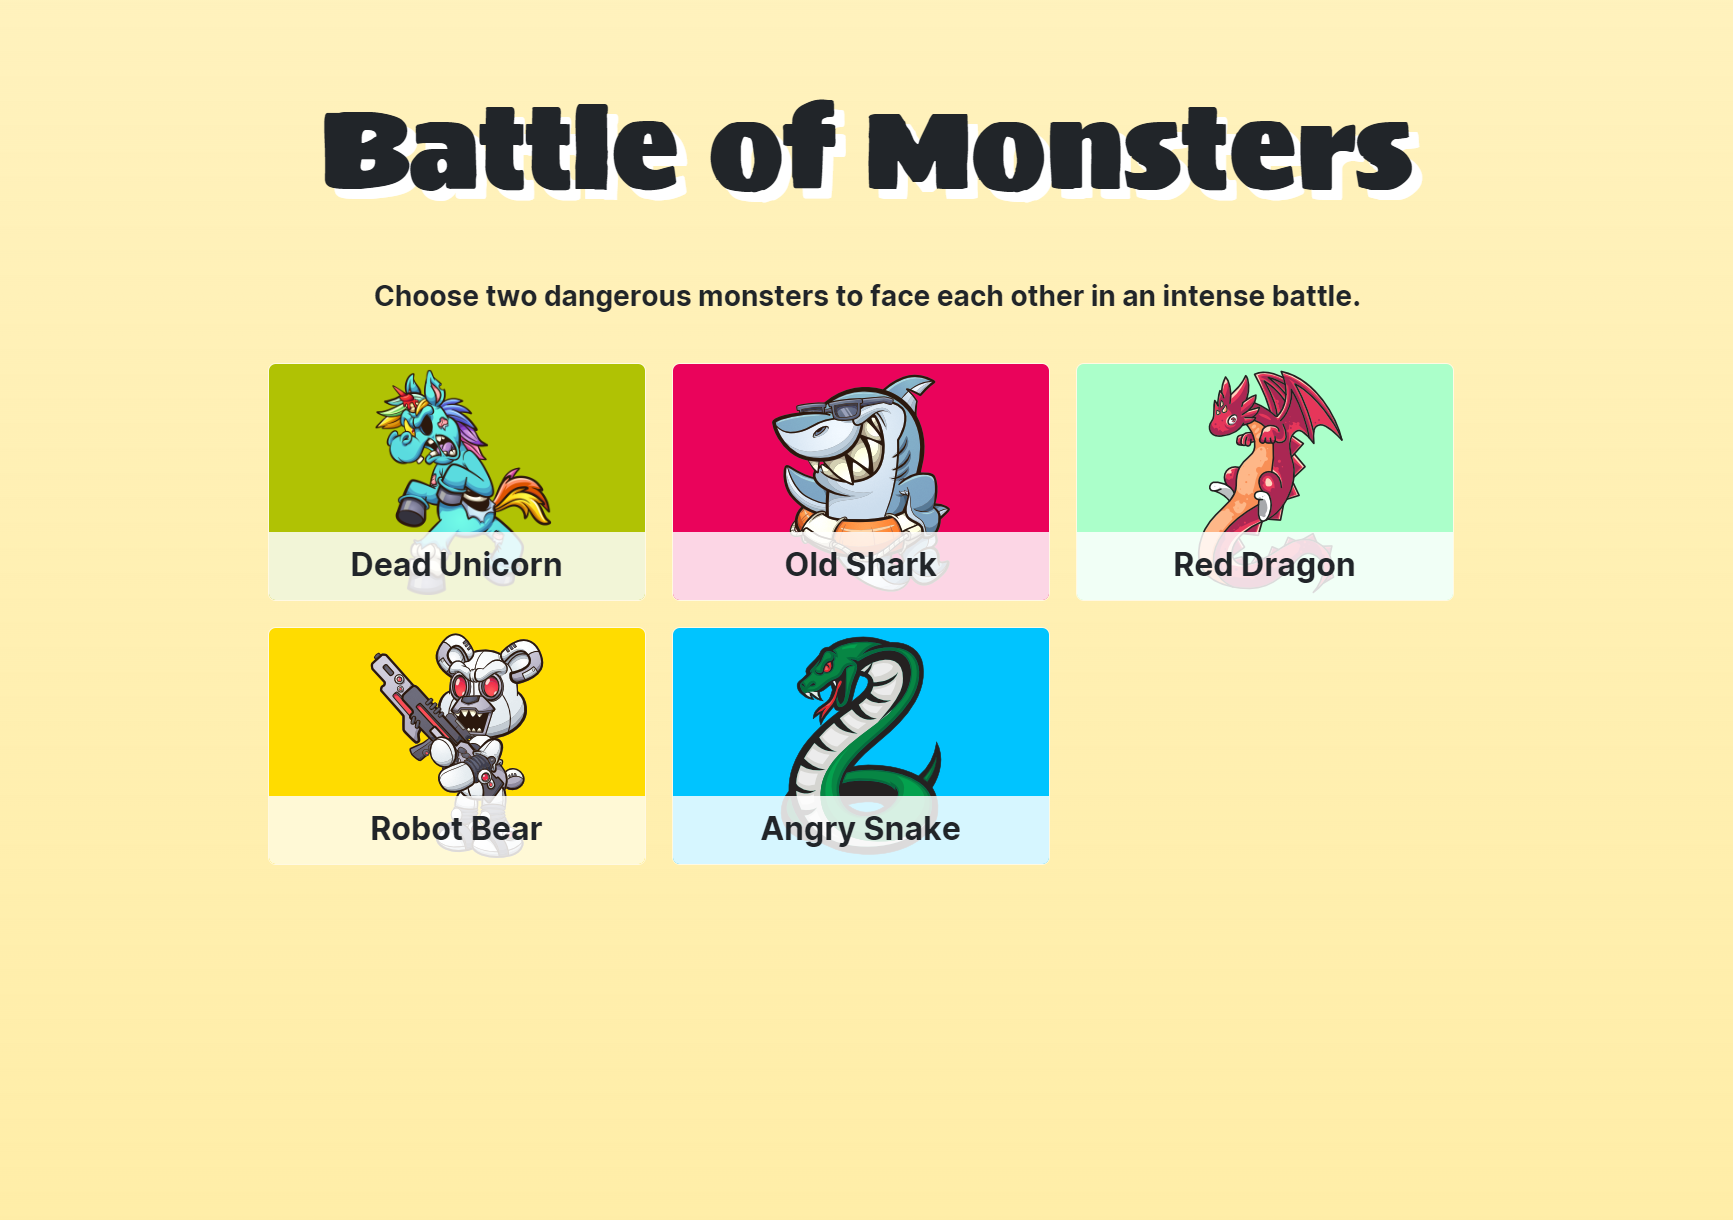 Battle of Monsters
Choose two dangerous monsters to face each other in an intense battle.
Dead Unicorn
Old Shark
Red Dragon
Robot Bear
Angry Snake